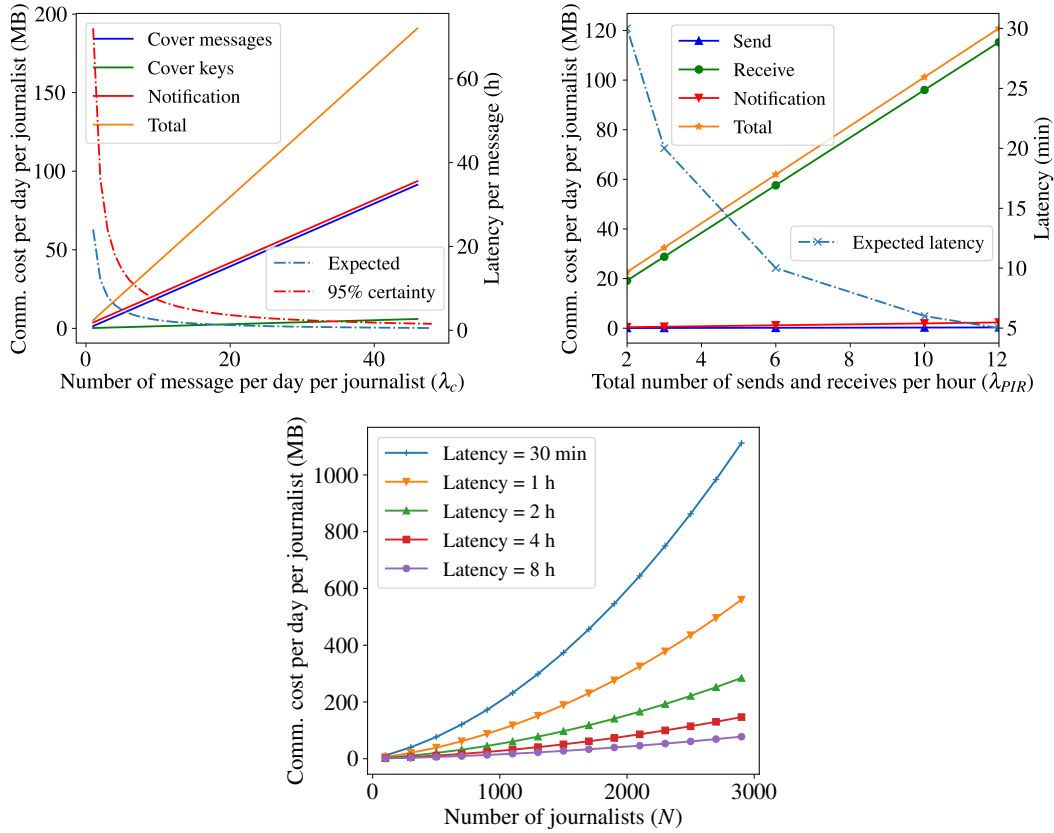 Comm. cost per day per journalist (MB)
200
150
100
50
0
Cover messages
Cover keys
Notification
Total
Expected
95% certainty
60
40
20
0
Latency per message (h)
0 20 40
Number of message per day per journalist (λc)
Comm. cost per day per journalist (MB)
120
100
80
60
40
20
0
Send
Receive
Notification
Total
Expected latency
30
25
20
15
10
5
Latency (min)
2 4 6 8 10 12
Total number of sends and receives per hour (λPIR)
Comm. cost per day per journalist (MB)
1000
800
600
400
200
0
Latency = 30 min
Latency = 1 h
Latency = 2 h
Latency = 4 h
Latency = 8 h
0 1000 2000 3000
Number of journalists (N)